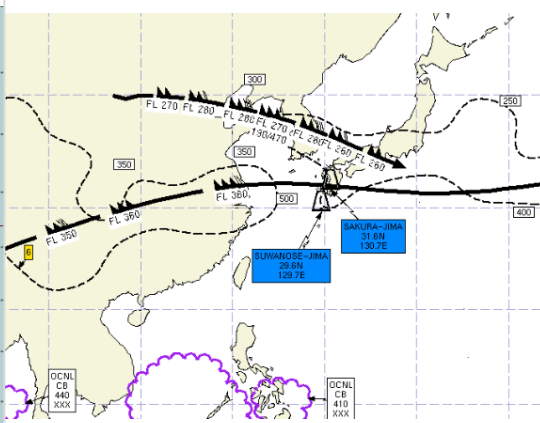 300
250
FL 270
FL 280
FL 280
FL 270
FL 280
FL 260
FL 260
190/470
350
350
FL 360
500
400
FL 360
FL 350
6
SAKURA-JIMA
31.6N
130.7E
SUWANOSE-JIMA
29.6N
129.7E
OCNL
CB
440
XXX
OCNL
CB
410
XXX